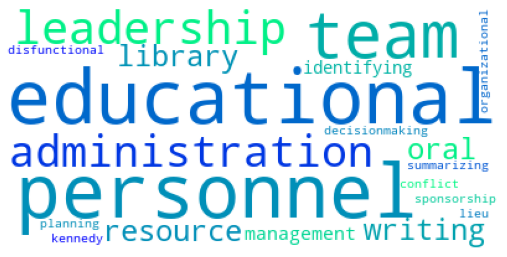 leadership team
disfunctional library identifying organizational
educational
decisionmaking
administration oral
summarizing
personnel conflict
sponsorship
planning lieu
kennedy resource management writing